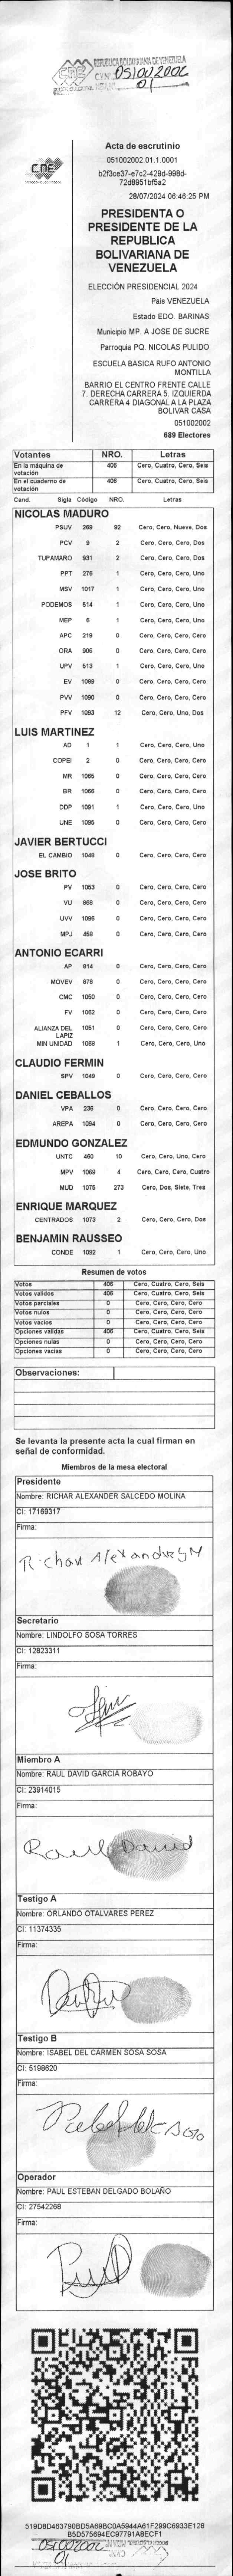 CNE
REPUBLICA BOLIVARIANA DE VENEZUELA
C.V.Nº 051002002
01
CNE
Acta de escrutinio
051002002.01.1.0001
b2f3ce37-e7c2-429d-998d-
72d8951bf5a2
28/07/2024 06:46:25 PM
PRESIDENTA O
PRESIDENTE DE LA
REPUBLICA
BOLIVARIANA DE
VENEZUELA
ELECCIÓN PRESIDENCIAL 2024
País VENEZUELA
Estado EDO. BARINAS
Municipio MP. A JOSE DE SUCRE
Parroquia PQ. NICOLAS PULIDO
ESCUELA BASICA RUFO ANTONIO
MONTILLA
BARRIO EL CENTRO FRENTE CALLE
7. DERECHA CARRERA 5. IZQUIERDA
CARRERA 4 DIAGONAL A LA PLAZA
BOLIVAR CASA
051002002
689 Electores
Votantes NRO. Letras
En la máquina de votación 406 Cero, Cuatro, Cero, Seis
En el cuaderno de votación 406 Cero, Cuatro, Cero, Seis
Cand. Sigla Código NRO. Letras
NICOLAS MADURO
PSUV 269 92 Cero, Cero, Nueve, Dos
PCV 9 2 Cero, Cero, Cero, Dos
TUPAMARO 931 2 Cero, Cero, Cero, Dos
PPT 276 1 Cero, Cero, Cero, Uno
MSV 1017 1 Cero, Cero, Cero, Uno
PODEMOS 514 1 Cero, Cero, Cero, Uno
MEP 6 1 Cero, Cero, Cero, Uno
APC 219 0 Cero, Cero, Cero, Cero
ORA 906 0 Cero, Cero, Cero, Cero
UPV 513 1 Cero, Cero, Cero, Uno
EV 1089 0 Cero, Cero, Cero, Cero
PVV 1090 0 Cero, Cero, Cero, Cero
PFV 1093 12 Cero, Cero, Uno, Dos
LUIS MARTINEZ
AD 1 1 Cero, Cero, Cero, Uno
COPEI 2 0 Cero, Cero, Cero, Cero
MR 1065 0 Cero, Cero, Cero, Cero
BR 1066 0 Cero, Cero, Cero, Cero
DDP 1091 1 Cero, Cero, Cero, Uno
UNE 1095 0 Cero, Cero, Cero, Cero
JAVIER BERTUCCI
EL CAMBIO 1048 0 Cero, Cero, Cero, Cero
JOSE BRITO
PV 1053 0 Cero, Cero, Cero, Cero
VU 868 0 Cero, Cero, Cero, Cero
UVV 1096 0 Cero, Cero, Cero, Cero
MPJ 458 0 Cero, Cero, Cero, Cero
ANTONIO ECARRI
AP 814 0 Cero, Cero, Cero, Cero
MOVEV 878 0 Cero, Cero, Cero, Cero
CMC 1050 0 Cero, Cero, Cero, Cero
FV 1062 0 Cero, Cero, Cero, Cero
ALIANZA DEL LAPIZ 1051 0 Cero, Cero, Cero, Cero
MIN UNIDAD 1058 1 Cero, Cero, Cero, Uno
CLAUDIO FERMIN
SPV 1049 0 Cero, Cero, Cero, Cero
DANIEL CEBALLOS
VPA 236 0 Cero, Cero, Cero, Cero
AREPA 1094 0 Cero, Cero, Cero, Cero
EDMUNDO GONZALEZ
UNTC 460 10 Cero, Cero, Uno, Cero
MPV 1069 4 Cero, Cero, Cero, Cuatro
MUD 1075 273 Cero, Dos, Siete, Tres
ENRIQUE MARQUEZ
CENTRADOS 1073 2 Cero, Cero, Cero, Dos
BENJAMIN RAUSSEO
CONDE 1092 1 Cero, Cero, Cero, Uno
Resumen de votos
Votos 406 Cero, Cuatro, Cero, Seis
Votos validos 406 Cero, Cuatro, Cero, Seis
Votos parciales 0 Cero, Cero, Cero, Cero
Votos nulos 0 Cero, Cero, Cero, Cero
Votos vacios 0 Cero, Cero, Cero, Cero
Opciones validas 406 Cero, Cuatro, Cero, Seis
Opciones nulas 0 Cero, Cero, Cero, Cero
Opciones vacias 0 Cero, Cero, Cero, Cero
Observaciones:
Se levanta la presente acta la cual firman en
señal de conformidad.
Miembros de la mesa electoral
Presidente
Nombre: RICHAR ALEXANDER SALCEDO MOLINA
CI: 17169317
Firma:
Richar Alexander S M
Secretario
Nombre: LINDOLFO SOSA TORRES
CI: 12823311
Firma:
Miembro A
Nombre: RAUL DAVID GARCIA ROBAYO
CI: 23914015
Firma:
Raul David
Testigo A
Nombre: ORLANDO OTALVARES PEREZ
CI: 11374335
Firma:
Testigo B
Nombre: ISABEL DEL CARMEN SOSA SOSA
CI: 5198620
Firma:
Operador
Nombre: PAUL ESTEBAN DELGADO BOLAÑO
CI: 27542268
Firma:
519D8D463790BD5A69BC0A5944A61F299C6933E128
B5D575694EC97791A8ECF1
051002002
01